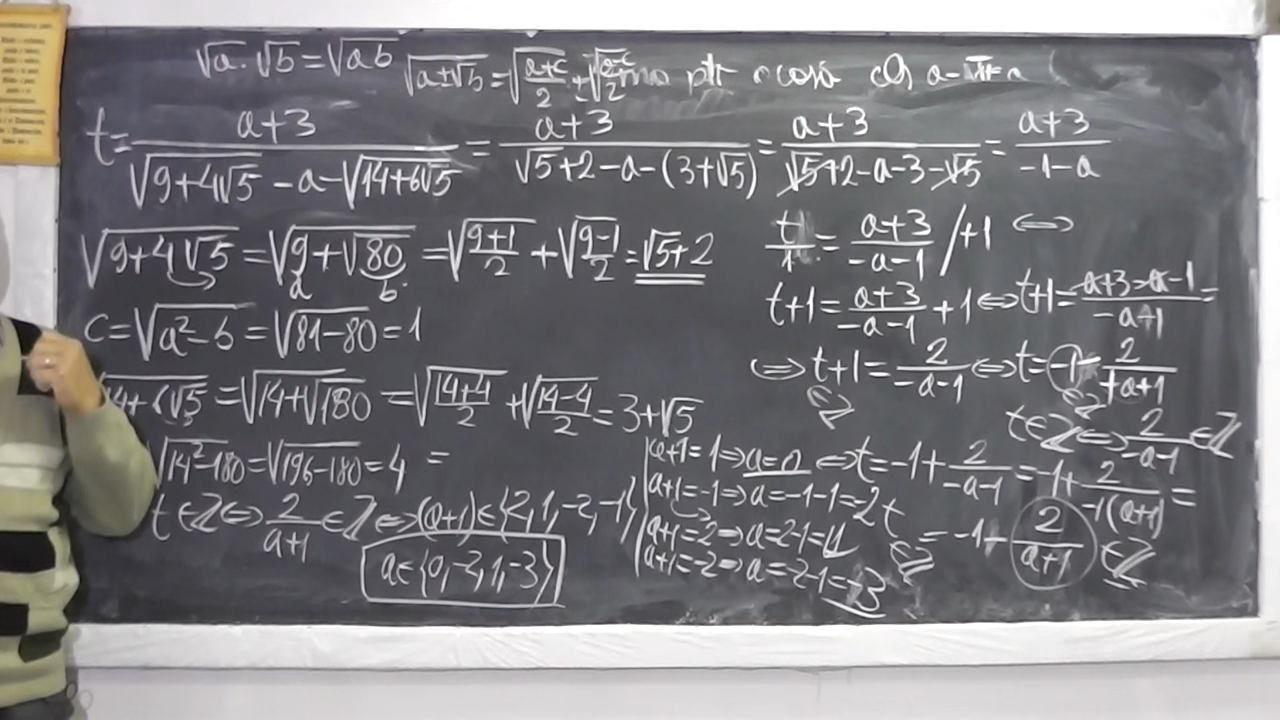 √a·√b=√ab √a±√b=√(a+c)/2 ±√(a-c)/2
t= (a+3)/(√9+4√5 -a-√14+6√5) = (a+3)/(√5+2-a-(3+√5)) = (a+3)/(√5+2-a-3-√5) = (a+3)/(-1-a)
√9+4√5 =√9+√80 =√(9+1)/2 +√(9-1)/2 =√5+2
a b
c=√a²-b =√81-80=1
4+6√5 =√14+√180 =√(14+4)/2 +√(14-4)/2 =3+√5
√14²-180=√196-180=4 =
t∈Z⇔ 2/(a+1) ∈Z⇔(a+1)∈{2,1,-2,-1}
a∈{0,-2,1,-3}
t/1 = (a+3)/(-a-1) /+1 ⇔
t+1= (a+3)/(-a-1) +1⇔t+1= (a+3-a-1)/(-a+1) =
⇔t+1= 2/(-a-1) ⇔t=-1- 2/(+a+1)
t∈Z⇔ 2/(-a-1) ∈Z
a+1=1⇒a=0 ⇔t=-1+ 2/(-a-1) =-1+ 2/(-1(a+1)) =
a+1=-1⇒a=-1-1=-2 t
a+1=2⇒a=2-1=1 =-1- 2/(a+1) ∈Z
a+1=-2⇒a=-2-1=-3 ∈Z